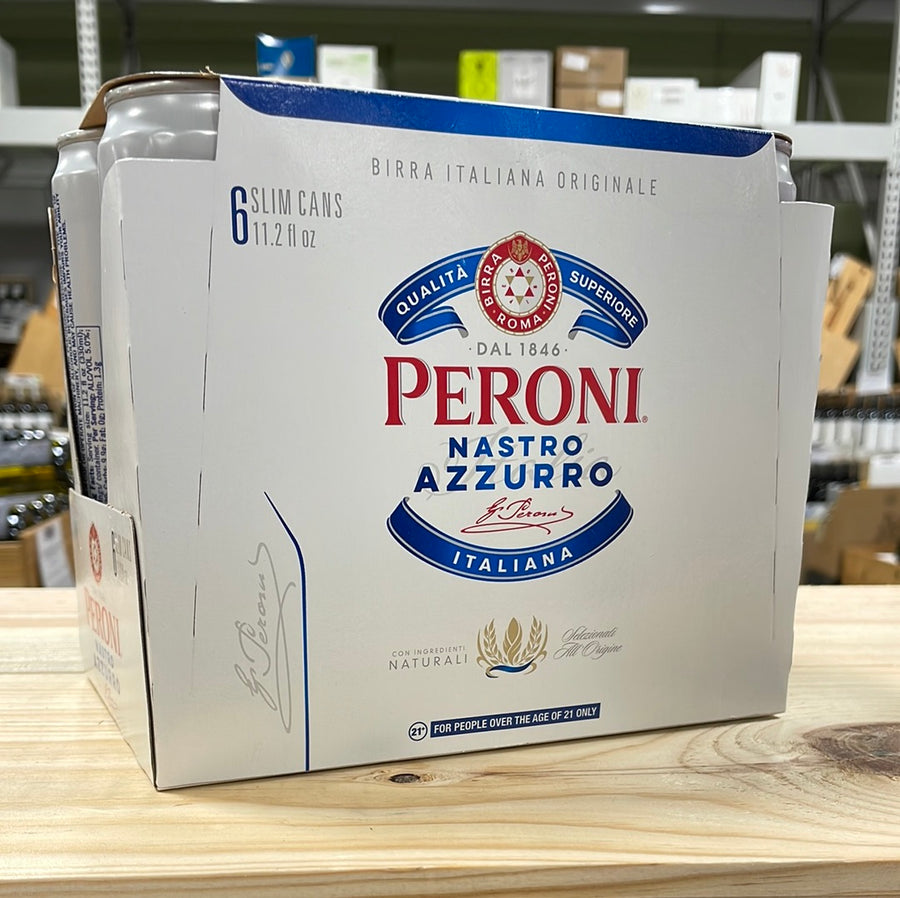 BIRRA ITALIANA ORIGINALE
6 SLIM CANS
11.2 fl oz
QUALITÀ SUPERIORE
BIRRA PERONI
·ROMA·
·DAL 1846·
PERONI®
NASTRO
AZZURRO
G. Peroni
ITALIANA
CON INGREDIENTI
NATURALI
Selezionati
All'Origine
21+ FOR PEOPLE OVER THE AGE OF 21 ONLY
G. Peroni
PERONI
NASTRO
AZZURRO